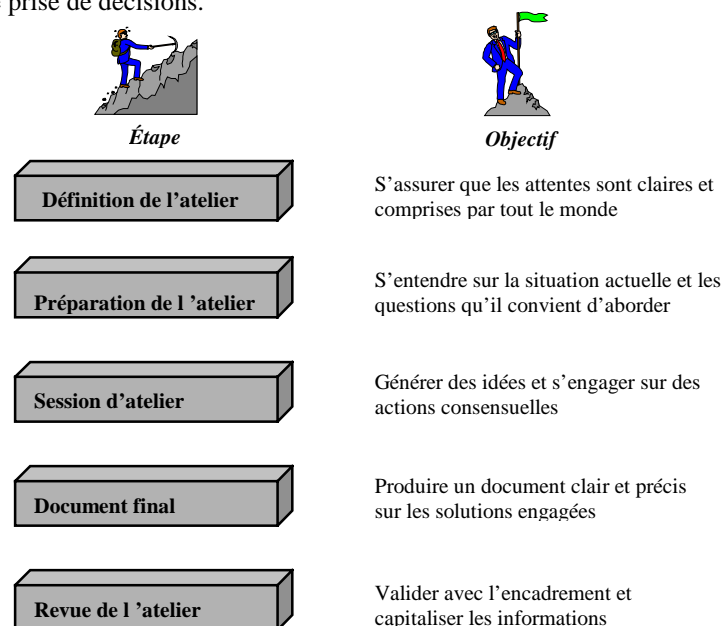 prise de décisions.
Étape
Objectif
Définition de l’atelier
S’assurer que les attentes sont claires et
comprises par tout le monde
Préparation de l ’atelier
S’entendre sur la situation actuelle et les
questions qu’il convient d’aborder
Session d’atelier
Générer des idées et s’engager sur des
actions consensuelles
Document final
Produire un document clair et précis
sur les solutions engagées
Revue de l ’atelier
Valider avec l’encadrement et
capitaliser les informations